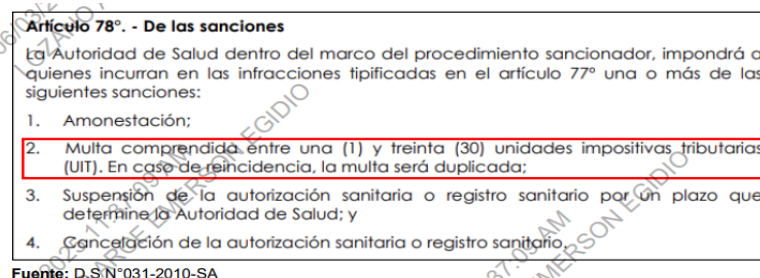 Artículo 78°. - De las sanciones
La Autoridad de Salud dentro del marco del procedimiento sancionador, impondrá a
quienes incurran en las infracciones tipificadas en el artículo 77° una o más de las
siguientes sanciones:
1. Amonestación;
2. Multa comprendida entre una (1) y treinta (30) unidades impositivas tributarias
(UIT). En caso de reincidencia, la multa será duplicada;
3. Suspensión de la autorización sanitaria o registro sanitario por un plazo que
determine la Autoridad de Salud; y
4. Cancelación de la autorización sanitaria o registro sanitario.
Fuente: D.S N°031-2010-SA